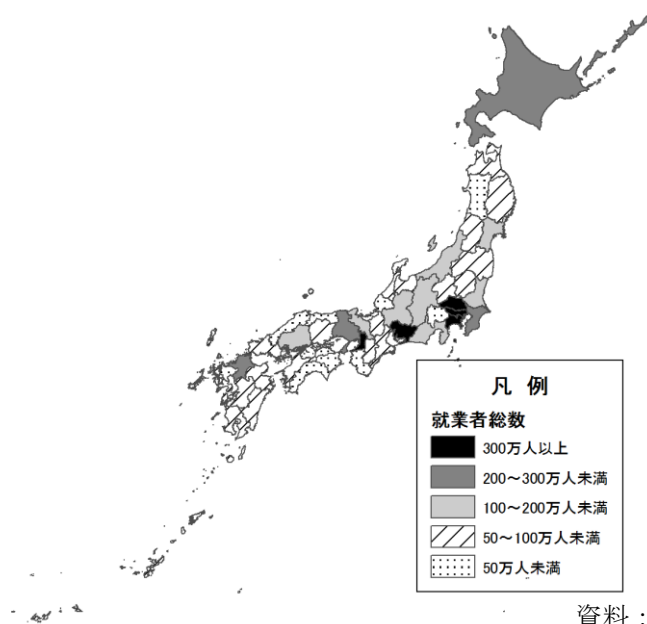 凡 例
就業者総数
300万人以上
200～300万人未満
100～200万人未満
50～100万人未満
50万人未満
資料：